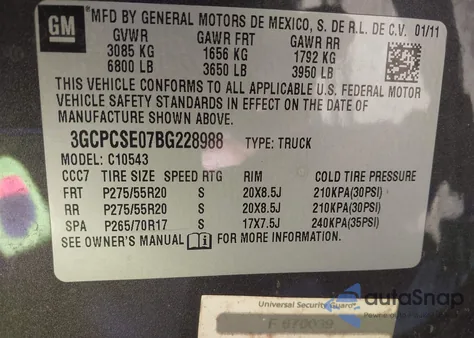 GM
MFD BY GENERAL MOTORS DE MEXICO, S. DE R.L. DE C.V. 01/11
GVWR GAWR FRT GAWR RR
3085 KG 1656 KG 1792 KG
6800 LB 3650 LB 3950 LB
THIS VEHICLE CONFORMS TO ALL APPLICABLE U.S. FEDERAL MOTOR
VEHICLE SAFETY STANDARDS IN EFFECT ON THE DATE OF
MANUFACTURE SHOWN ABOVE.
3GCPCSE07BG228988 TYPE: TRUCK
MODEL: C10543
CCC7 TIRE SIZE SPEED RTG RIM COLD TIRE PRESSURE
FRT P275/55R20 S 20X8.5J 210KPA(30PSI)
RR P275/55R20 S 20X8.5J 210KPA(30PSI)
SPA P265/70R17 S 17X7.5J 240KPA(35PSI)
SEE OWNER'S MANUAL FOR ADDITIONAL INFORMATION.
Universal Security Guard
autoSnap